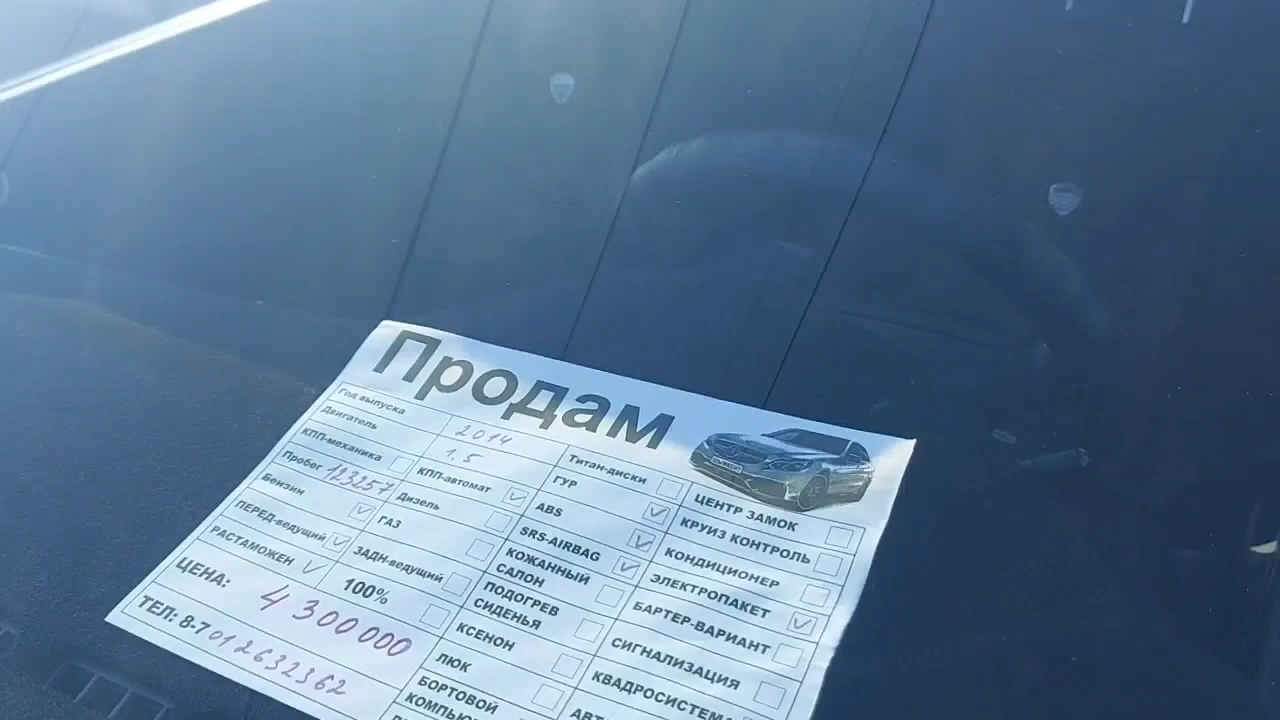 Продам
Год выпуска 2014
Двигатель 1.5
КПП-механика КПП-автомат
Пробег 123257 Дизель
Бензин ГАЗ
ПЕРЕД-ведущий ЗАДН-ведущий
РАСТАМОЖЕН 100%
ЦЕНА: 4 300 000
ТЕЛ: 8-7012632362
Титан-диски
ГУР
ABS
SRS-AIRBAG
КОЖАННЫЙ
САЛОН
ПОДОГРЕВ
СИДЕНЬЯ
КСЕНОН
ЛЮК
БОРТОВОЙ
ЦЕНТР ЗАМОК
КРУИЗ КОНТРОЛЬ
КОНДИЦИОНЕР
ЭЛЕКТРОПАКЕТ
БАРТЕР-ВАРИАНТ
СИГНАЛИЗАЦИЯ
КВАДРОСИСТЕМА